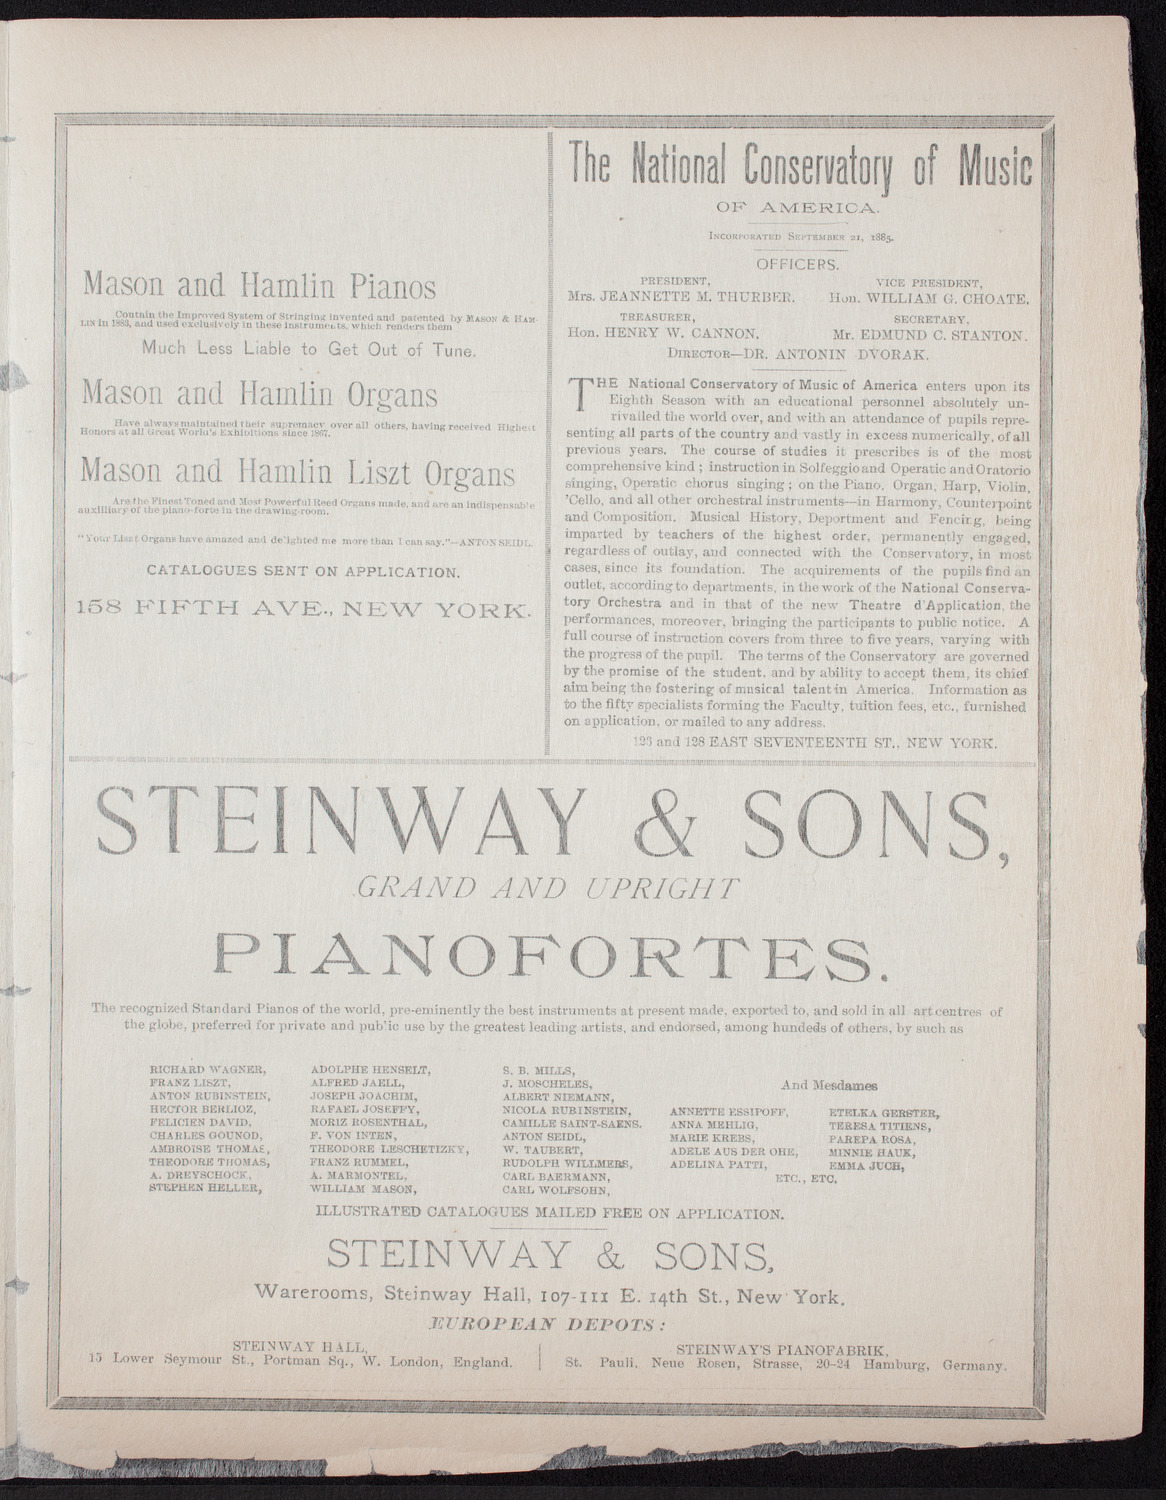 Mason and Hamlin Pianos
Contain the Improved System of Stringing invented and patented by MASON & HAM-
LIN in 1883, and used exclusively in these instruments, which renders them
Much Less Liable to Get Out of Tune.
Mason and Hamlin Organs
Have always maintained their supremacy over all others, having received Highest
Honors at all Great World's Exhibitions since 1867.
Mason and Hamlin Liszt Organs
Are the Finest Toned and Most Powerful Reed Organs made, and are an indispensable
auxilliary of the piano-forte in the drawing-room.
"Your Liszt Organs have amazed and delighted me more than I can say."—ANTON SEIDL.
CATALOGUES SENT ON APPLICATION.
158 FIFTH AVE., NEW YORK.
The National Conservatory of Music
OF AMERICA.
INCORPORATED SEPTEMBER 21, 1885.
OFFICERS.
PRESIDENT, VICE PRESIDENT,
Mrs. JEANNETTE M. THURBER. Hon. WILLIAM G. CHOATE,
TREASURER, SECRETARY,
Hon. HENRY W. CANNON, Mr. EDMUND C. STANTON.
DIRECTOR—DR. ANTONIN DVORAK.
THE National Conservatory of Music of America enters upon its
Eighth Season with an educational personnel absolutely un-
rivalled the world over, and with an attendance of pupils repre-
senting all parts of the country and vastly in excess numerically, of all
previous years. The course of studies it prescribes is of the most
comprehensive kind; instruction in Solfeggio and Operatic and Oratorio
singing, Operatic chorus singing; on the Piano, Organ, Harp, Violin,
'Cello, and all other orchestral instruments—in Harmony, Counterpoint
and Composition. Musical History, Deportment and Fencing, being
imparted by teachers of the highest order, permanently engaged,
regardless of outlay, and connected with the Conservatory, in most
cases, since its foundation. The acquirements of the pupils find an
outlet, according to departments, in the work of the National Conserva-
tory Orchestra and in that of the new Theatre d'Application, the
performances, moreover, bringing the participants to public notice. A
full course of instruction covers from three to five years, varying with
the progress of the pupil. The terms of the Conservatory are governed
by the promise of the student, and by ability to accept them, its chief
aim being the fostering of musical talent in America. Information as
to the fifty specialists forming the Faculty, tuition fees, etc., furnished
on application, or mailed to any address.
126 and 128 EAST SEVENTEENTH ST., NEW YORK.
STEINWAY & SONS,
GRAND AND UPRIGHT
PIANOFORTES.
The recognized Standard Pianos of the world, pre-eminently the best instruments at present made, exported to, and sold in all art centres of
the globe, preferred for private and public use by the greatest leading artists, and endorsed, among hundeds of others, by such as
RICHARD WAGNER,
FRANZ LISZT,
ANTON RUBINSTEIN,
HECTOR BERLIOZ,
FELICIEN DAVID,
CHARLES GOUNOD,
AMBROISE THOMAS,
THEODORE THOMAS,
A. DREYSCHOCK,
STEPHEN HELLER,
ADOLPHE HENSELT,
ALFRED JAELL,
JOSEPH JOACHIM,
RAFAEL JOSEFFY,
MORIZ ROSENTHAL,
F. VON INTEN,
THEODORE LESCHETIZKY,
FRANZ RUMMEL,
A. MARMONTEL,
WILLIAM MASON,
S. B. MILLS,
J. MOSCHELES,
ALBERT NIEMANN,
NICOLA RUBINSTEIN,
CAMILLE SAINT-SAENS,
ANTON SEIDL,
W. TAUBERT,
RUDOLPH WILLMERS,
CARL BAERMANN,
CARL WOLFSOHN,
And Mesdames
ANNETTE ESSIPOFF,
ANNA MEHLIG,
MARIE KREBS,
ADELE AUS DER OHE,
ADELINA PATTI,
ETELKA GERSTER,
TERESA TITIENS,
PAREPA ROSA,
MINNIE HAUK,
EMMA JUCH,
ETC., ETC.
ILLUSTRATED CATALOGUES MAILED FREE ON APPLICATION.
STEINWAY & SONS,
Warerooms, Steinway Hall, 107-111 E. 14th St., New York.
EUROPEAN DEPOTS:
STEINWAY HALL,
15 Lower Seymour St., Portman Sq., W. London, England.
STEINWAY'S PIANOFABRIK,
St. Pauli, Neue Rosen, Strasse, 20-24 Hamburg, Germany.